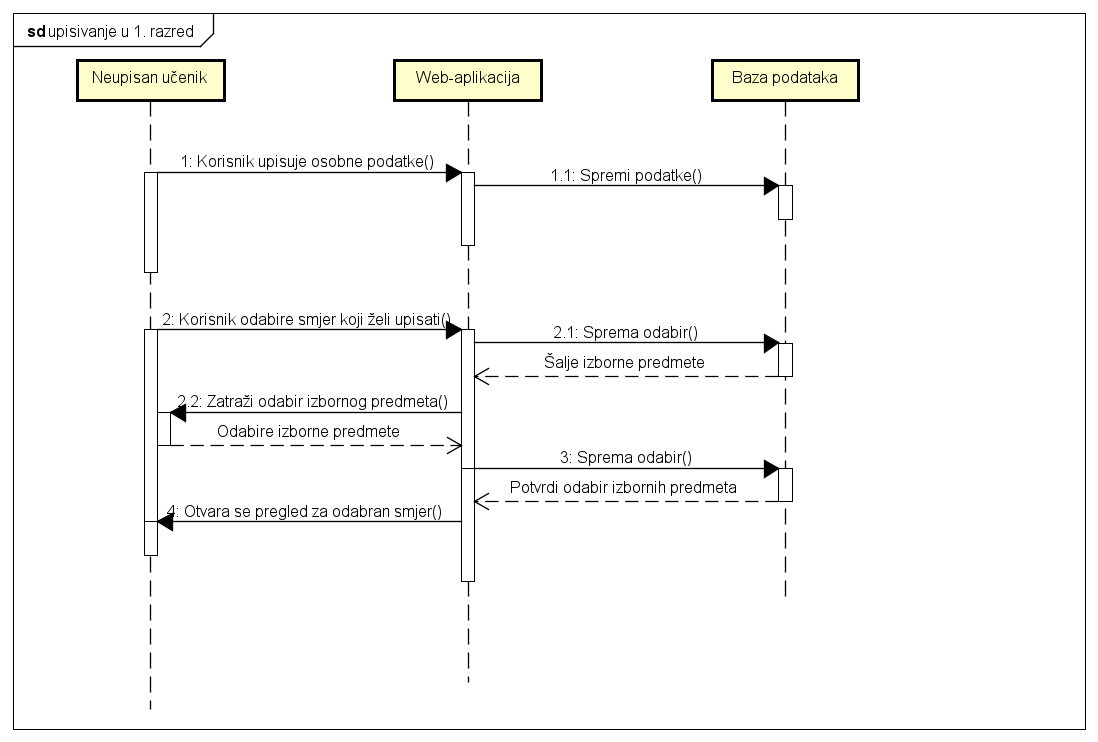 sd upisivanje u 1. razred
Neupisan učenik
Web-aplikacija
Baza podataka
1: Korisnik upisuje osobne podatke()
1.1: Spremi podatke()
2: Korisnik odabire smjer koji želi upisati()
2.1: Sprema odabir()
Šalje izborne predmete
2.2: Zatraži odabir izbornog predmeta()
Odabire izborne predmete
3: Sprema odabir()
Potvrdi odabir izbornih predmeta
4: Otvara se pregled za odabran smjer()